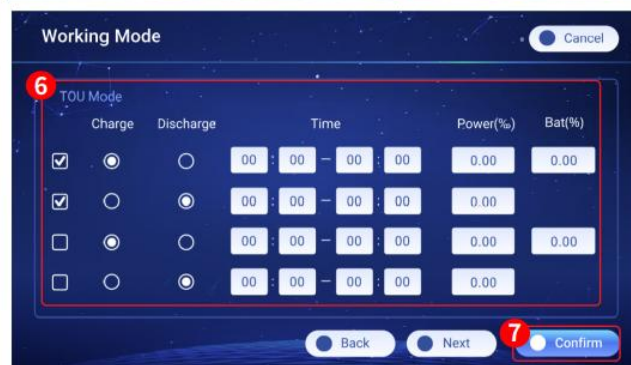 Working Mode
Cancel
6
TOU Mode
Charge Discharge Time Power(‰) Bat(%)
00 : 00 — 00 : 00 0.00 0.00
00 : 00 — 00 : 00 0.00
00 : 00 — 00 : 00 0.00 0.00
00 : 00 — 00 : 00 0.00
Back Next 7 Confirm